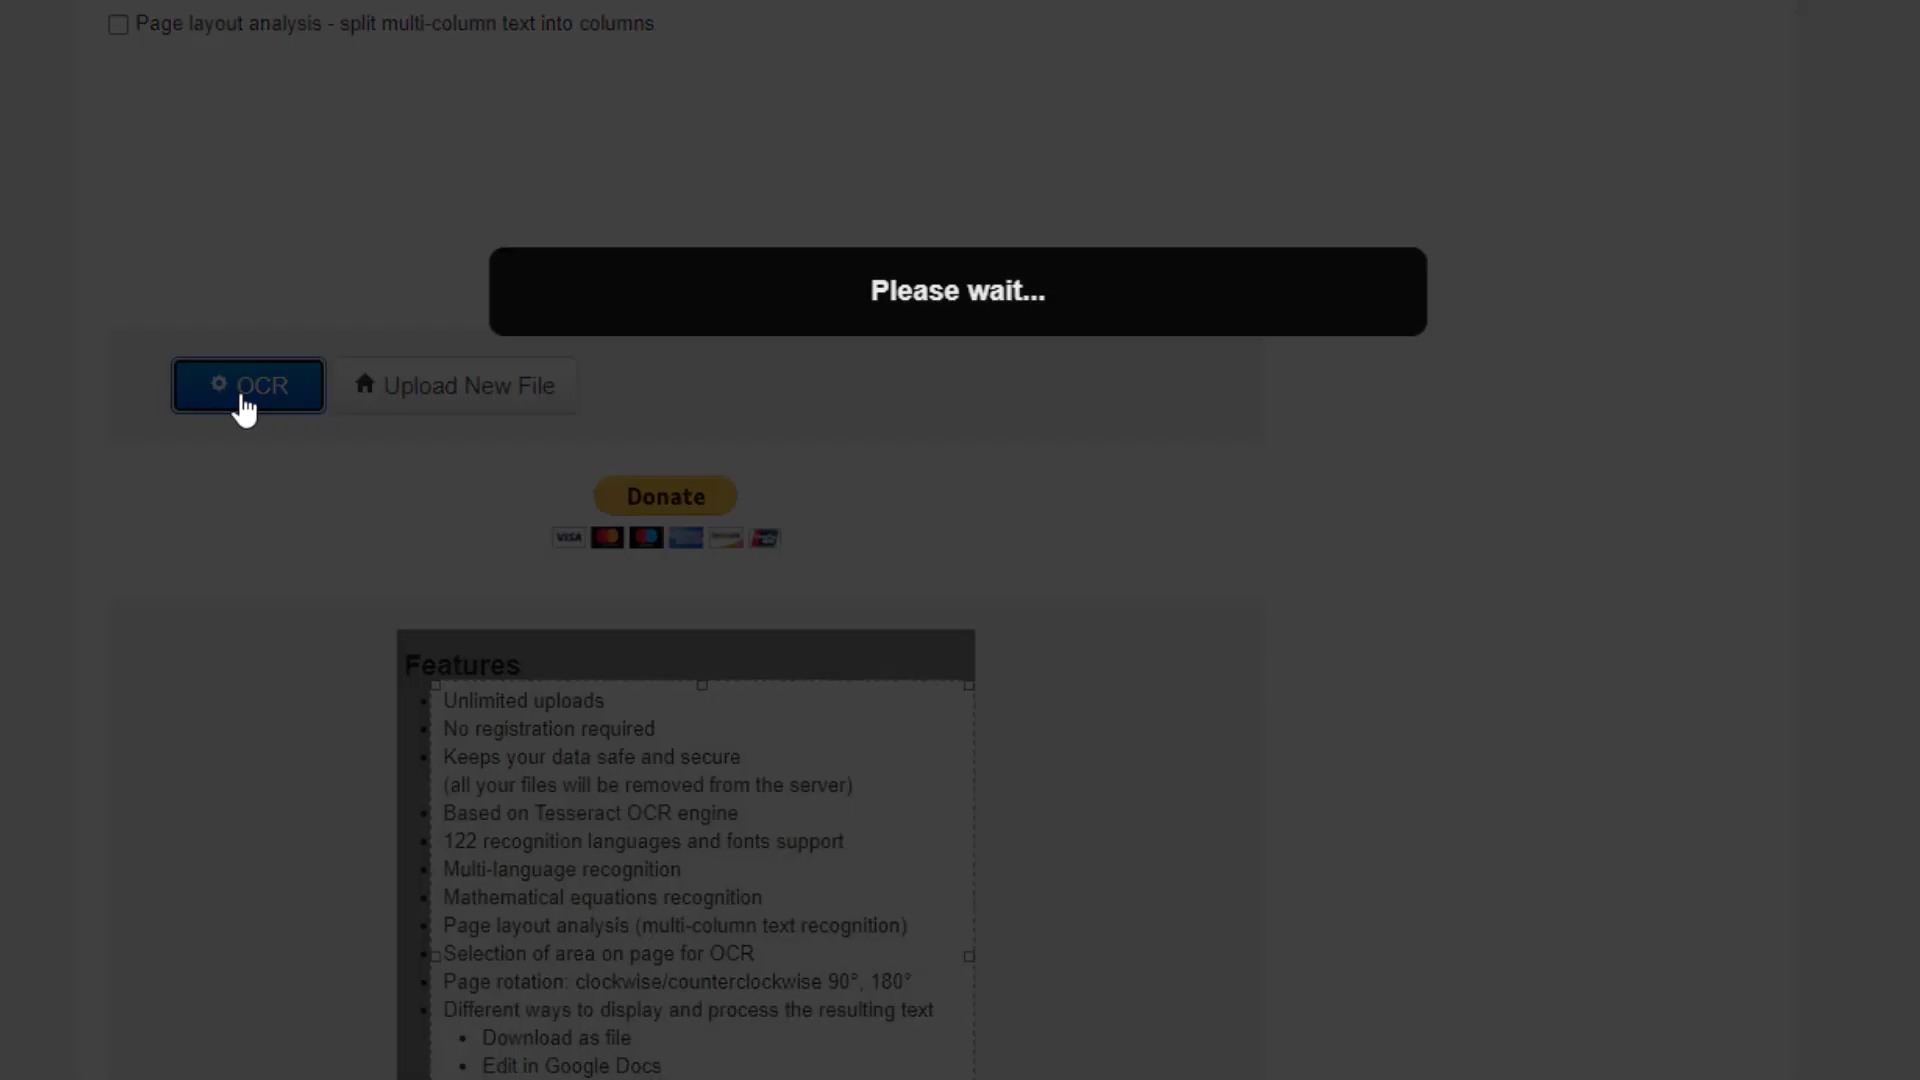 Page layout analysis - split multi-column text into columns
Please wait...
OCR
Upload New File
Donate
VISA
Features
Unlimited uploads
No registration required
Keeps your data safe and secure
(all your files will be removed from the server)
Based on Tesseract OCR engine
122 recognition languages and fonts support
Multi-language recognition
Mathematical equations recognition
Page layout analysis (multi-column text recognition)
Selection of area on page for OCR
Page rotation: clockwise/counterclockwise 90°, 180°
Different ways to display and process the resulting text
Download as file
Edit in Google Docs